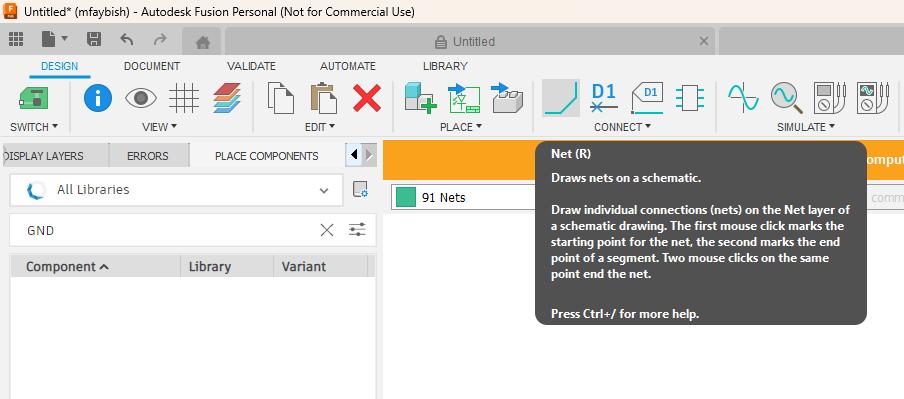 Untitled* (mfaybish) - Autodesk Fusion Personal (Not for Commercial Use)
Untitled
DESIGN DOCUMENT VALIDATE AUTOMATE LIBRARY
D1 D1
SWITCH VIEW EDIT PLACE CONNECT SIMULATE
DISPLAY LAYERS ERRORS PLACE COMPONENTS
All Libraries
91 Nets
GND
Component Library Variant
Net (R)
Draws nets on a schematic.
Draw individual connections (nets) on the Net layer of
a schematic drawing. The first mouse click marks the
starting point for the net, the second marks the end
point of a segment. Two mouse clicks on the same
point end the net.
Press Ctrl+/ for more help.